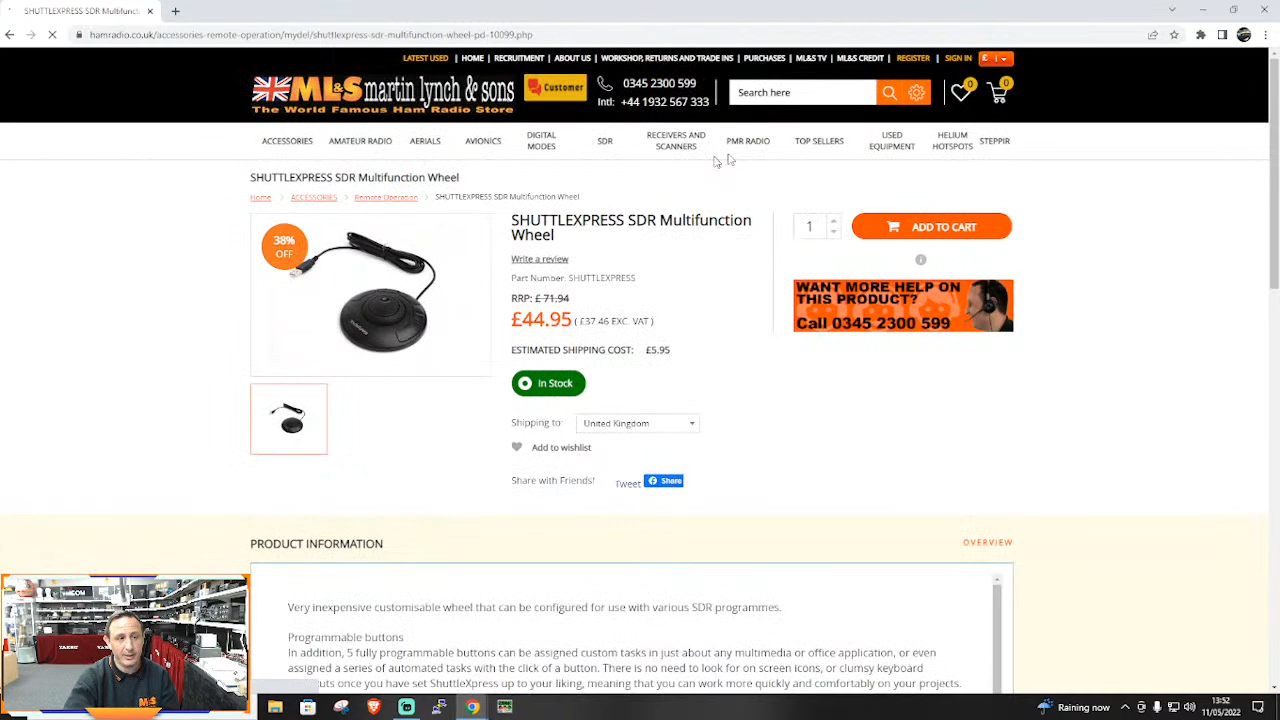 SHUTTLEXPRESS SDR Multifunct
hamradio.co.uk/accessories-remote-operation/mydel/shuttlexpress-sdr-multifunction-wheel-pd-10099.php
LATEST USED | HOME | RECRUITMENT | ABOUT US | WORKSHOP, RETURNS AND TRADE INS | PURCHASES | ML&S TV | ML&S CREDIT | REGISTER | SIGN IN £
ML&S martin lynch & sons
The World Famous Ham Radio Store
Customer
0345 2300 599
Intl: +44 1932 567 333
Search here
0
0
ACCESSORIES AMATEUR RADIO AERIALS AVIONICS DIGITAL MODES SDR RECEIVERS AND SCANNERS PMR RADIO TOP SELLERS USED EQUIPMENT HELIUM HOTSPOTS STEPPIR
SHUTTLEXPRESS SDR Multifunction Wheel
Home ACCESSORIES Remote Operation SHUTTLEXPRESS SDR Multifunction Wheel
38%
OFF
SHUTTLEXPRESS SDR Multifunction
Wheel
Write a review
Part Number: SHUTTLEXPRESS
RRP: £ 71.94
£44.95 ( £37.46 EXC. VAT )
ESTIMATED SHIPPING COST: £5.95
In Stock
Shipping to: United Kingdom
Add to wishlist
Share with Friends! Tweet Share
1
ADD TO CART
WANT MORE HELP ON
THIS PRODUCT?
Call 0345 2300 599
PRODUCT INFORMATION
OVERVIEW
Very inexpensive customisable wheel that can be configured for use with various SDR programmes.
Programmable buttons
In addition, 5 fully programmable buttons can be assigned custom tasks in just about any multimedia or office application, or even
assigned a series of automated tasks with the click of a button. There is no need to look for on screen icons, or clumsy keyboard
uts once you have set ShuttleXpress up to your liking, meaning that you can work more quickly and comfortably on your projects.
.COM
YAESU
YAESU
Raining now
13:52
11/05/2022